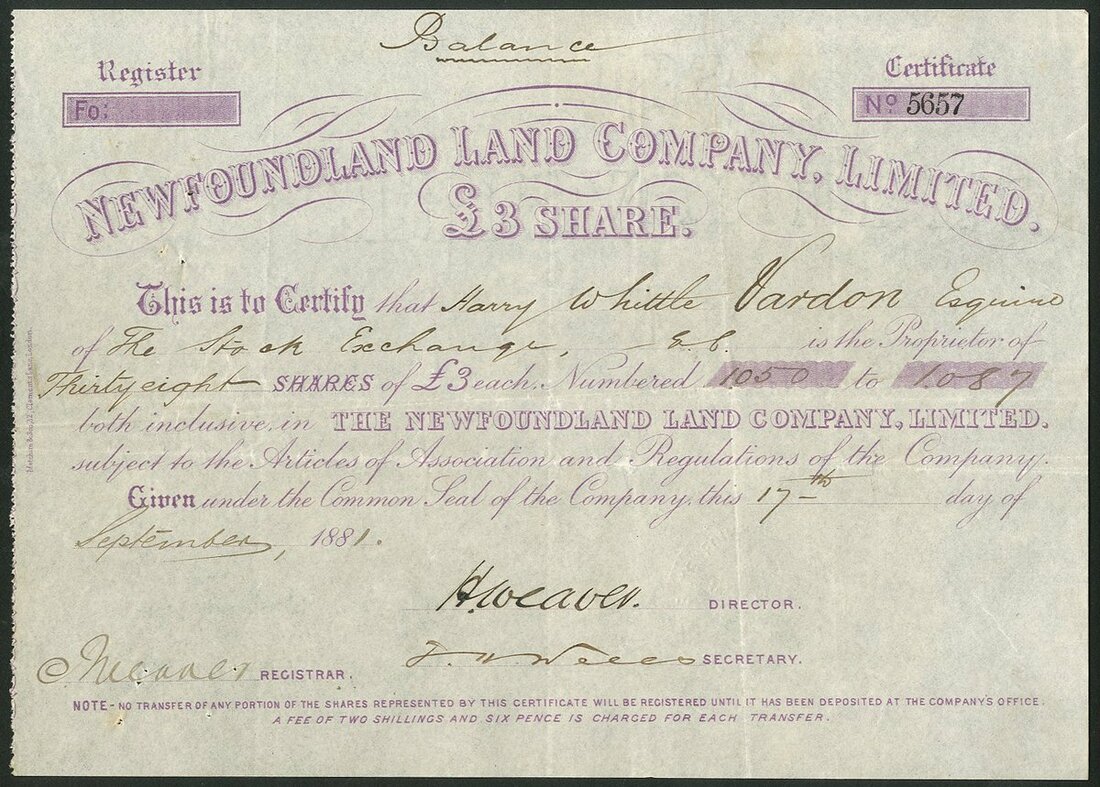 Balance
Register
Certificate
Fo:
No 5657
NEWFOUNDLAND LAND COMPANY, LIMITED.
£3 SHARE.
This is to Certify that Harry Whittle Vardon Esquire
of The Stock Exchange, E.C. is the Proprietor of
Thirty eight SHARES of £3 each, Numbered 1050 to 1087
both inclusive, in THE NEWFOUNDLAND LAND COMPANY, LIMITED.
subject to the Articles of Association and Regulations of the Company.
Given under the Common Seal of the Company, this 17th day of
September, 1881.
H. Weaver. DIRECTOR.
SECRETARY.
REGISTRAR.
NOTE - NO TRANSFER OF ANY PORTION OF THE SHARES REPRESENTED BY THIS CERTIFICATE WILL BE REGISTERED UNTIL IT HAS BEEN DEPOSITED AT THE COMPANY'S OFFICE.
A FEE OF TWO SHILLINGS AND SIX PENCE IS CHARGED FOR EACH TRANSFER.